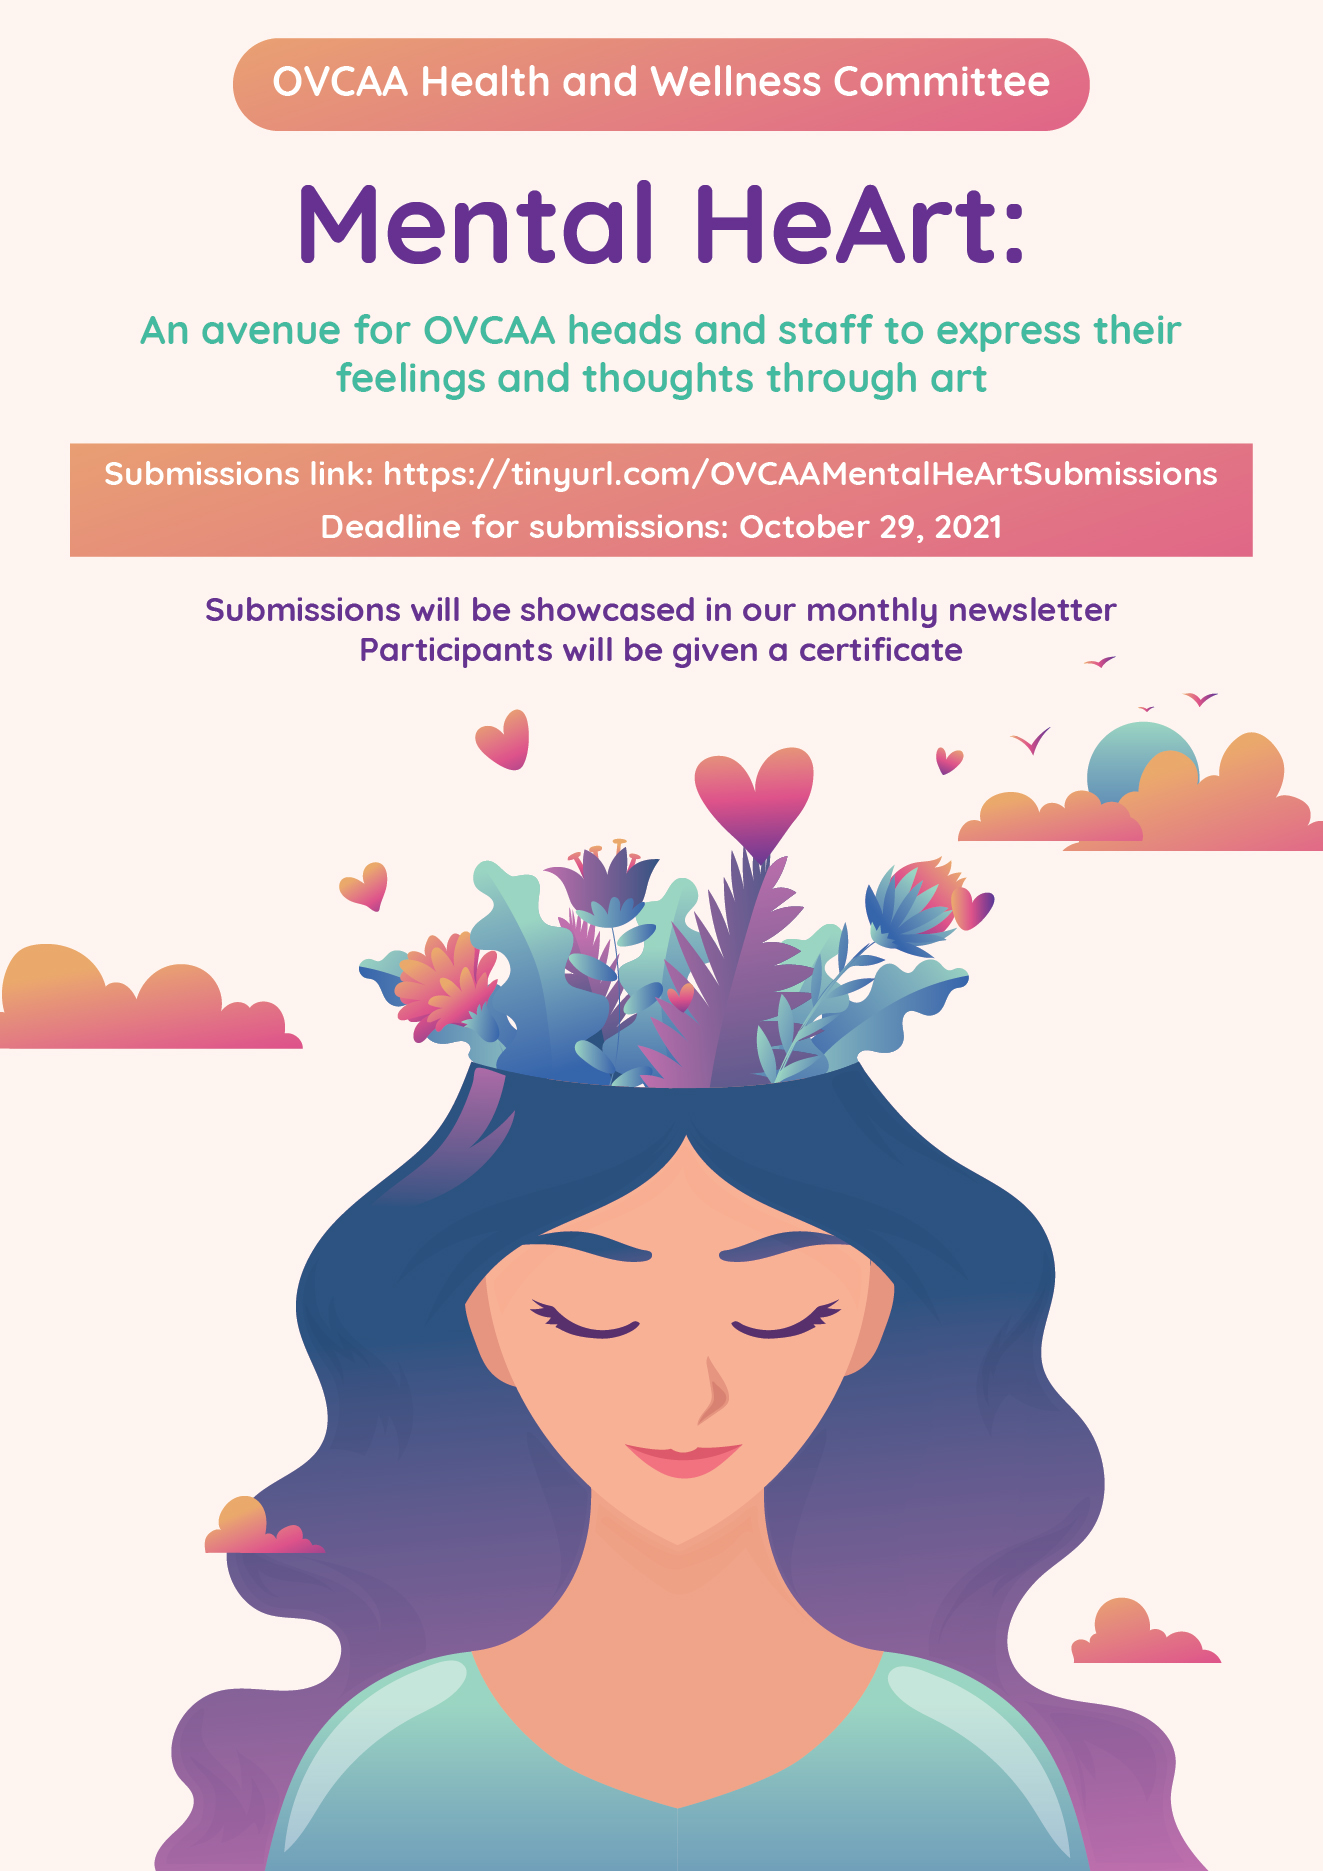 OVCAA Health and Wellness Committee
Mental HeArt:
An avenue for OVCAA heads and staff to express their
feelings and thoughts through art
Submissions link: https://tinyurl.com/OVCAAMentalHeArtSubmissions
Deadline for submissions: October 29, 2021
Submissions will be showcased in our monthly newsletter
Participants will be given a certificate